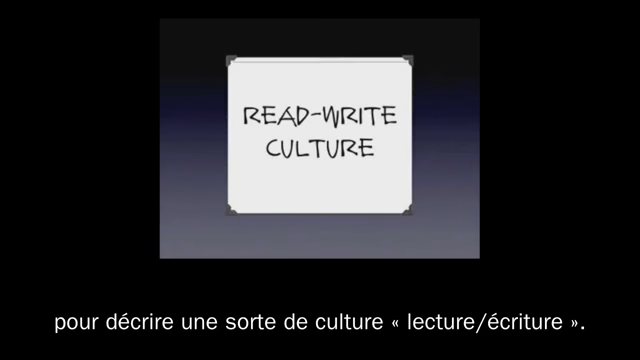 READ-WRITE
CULTURE
pour décrire une sorte de culture « lecture/écriture ».